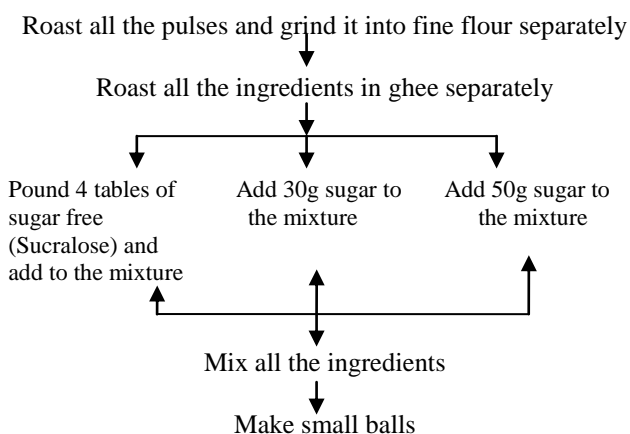 Roast all the pulses and grind it into fine flour separately
Roast all the ingredients in ghee separately
Pound 4 tables of
sugar free
(Sucralose) and
add to the mixture
Add 30g sugar to
the mixture
Add 50g sugar to
the mixture
Mix all the ingredients
Make small balls